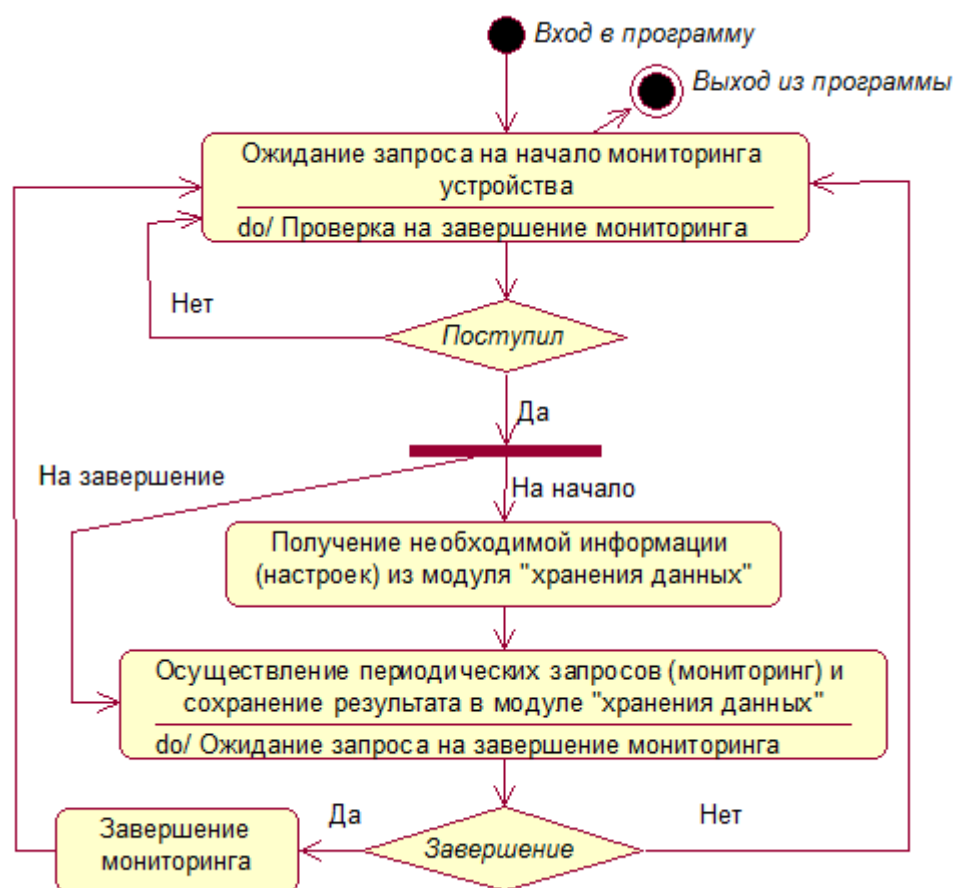 Вход в программу
Выход из программы
Ожидание запроса на начало мониторинга
устройства
do/ Проверка на завершение мониторинга
Нет
Поступил
Да
На завершение
На начало
Получение необходимой информации
(настроек) из модуля "хранения данных"
Осуществление периодических запросов (мониторинг) и
сохранение результата в модуле "хранения данных"
do/ Ожидание запроса на завершение мониторинга
Да
Нет
Завершение
Завершение
мониторинга